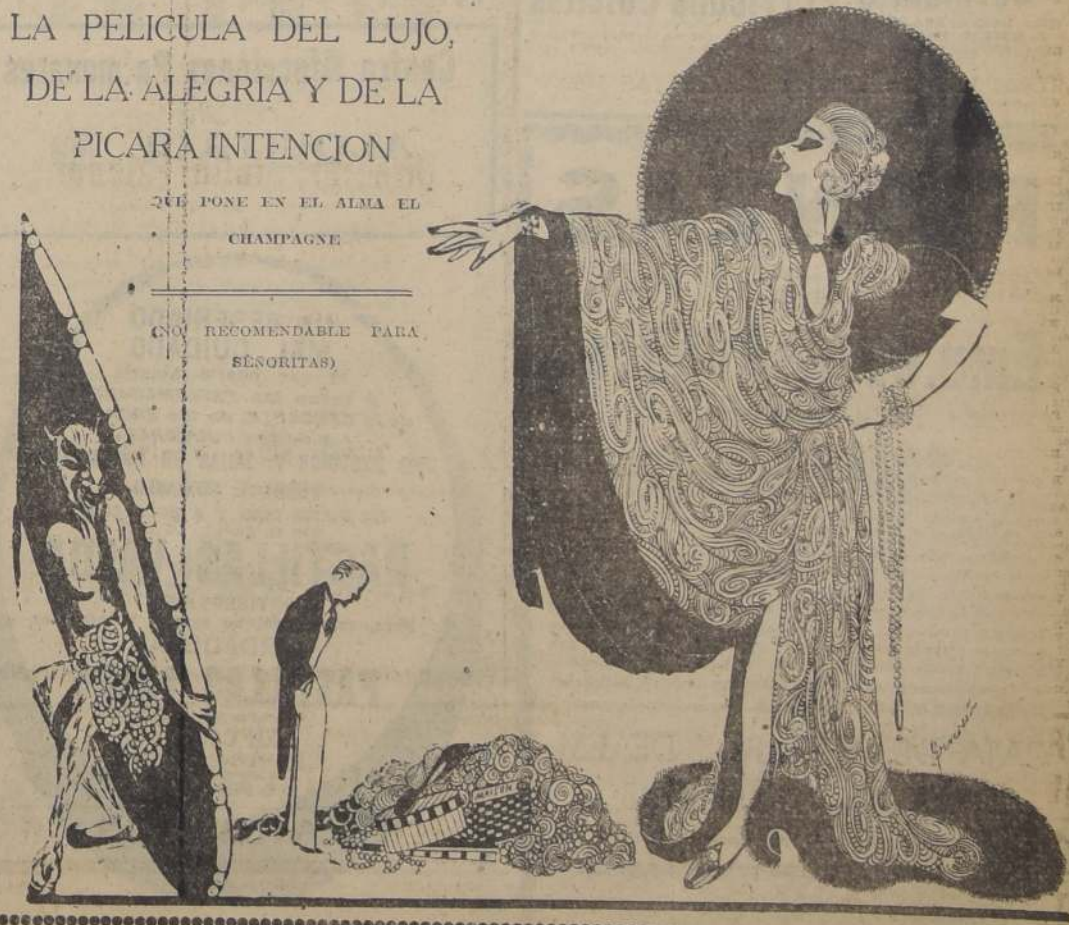 LA PELICULA DEL LUJO,
DE LA ALEGRIA Y DE LA
PICARA INTENCION
QUE PONE EN EL ALMA EL
CHAMPAGNE
(NO RECOMENDABLE PARA
SEÑORITAS)